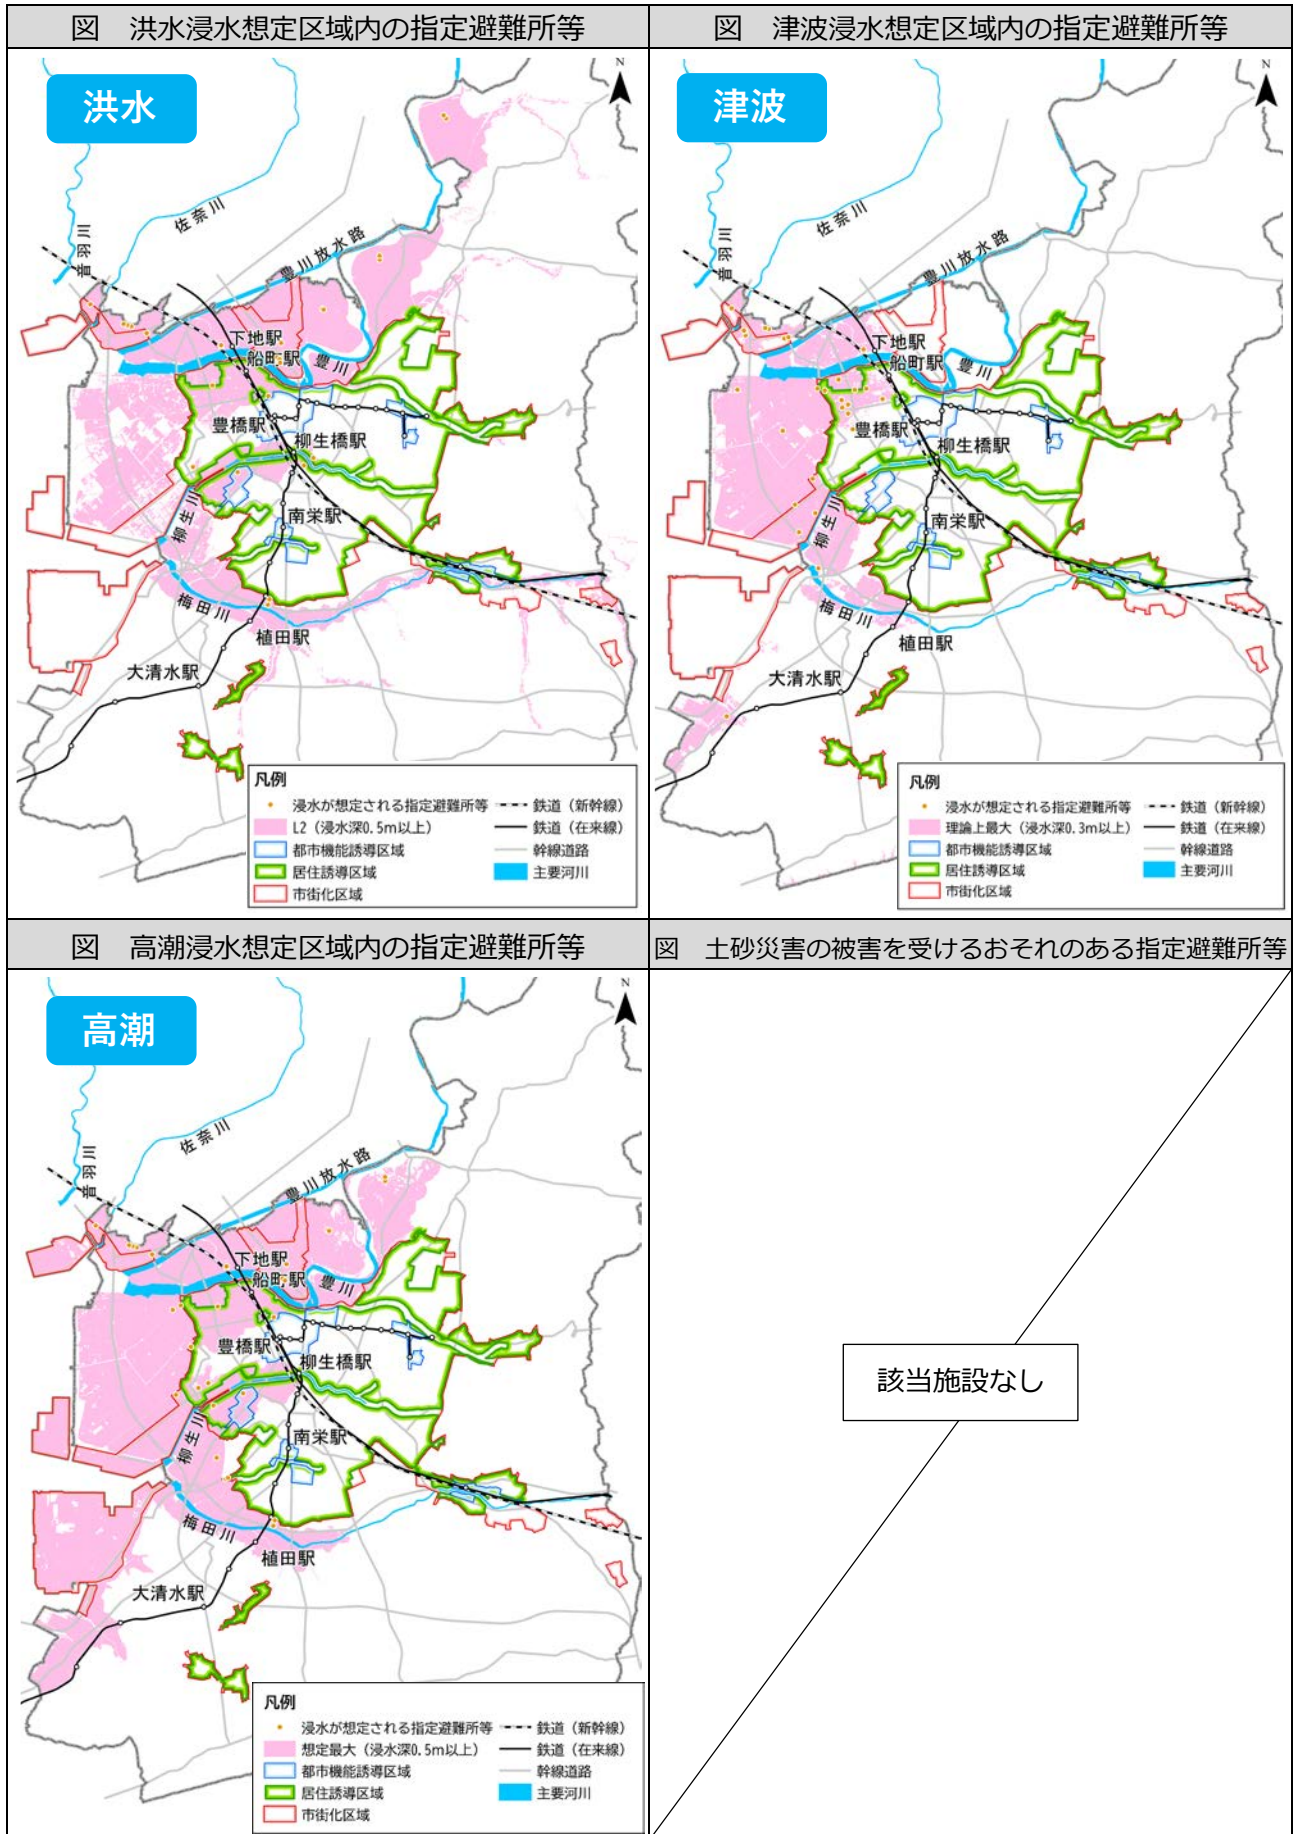 図 洪水浸水想定区域内の指定避難所等
洪水
N
佐奈川
音羽川
豊川放水路
下地駅
船町駅
豊川
豊橋駅
柳生橋駅
柳生川
南栄駅
梅田川
植田駅
大清水駅
凡例
浸水が想定される指定避難所等
L2（浸水深0.5m以上）
都市機能誘導区域
居住誘導区域
市街化区域
鉄道（新幹線）
鉄道（在来線）
幹線道路
主要河川
図 津波浸水想定区域内の指定避難所等
津波
N
佐奈川
音羽川
豊川放水路
下地駅
船町駅
豊川
豊橋駅
柳生橋駅
柳生川
南栄駅
梅田川
植田駅
大清水駅
凡例
浸水が想定される指定避難所等
理論上最大（浸水深0.3m以上）
都市機能誘導区域
居住誘導区域
市街化区域
鉄道（新幹線）
鉄道（在来線）
幹線道路
主要河川
図 高潮浸水想定区域内の指定避難所等
高潮
N
佐奈川
音羽川
豊川放水路
下地駅
船町駅
豊川
豊橋駅
柳生橋駅
柳生川
南栄駅
梅田川
植田駅
大清水駅
凡例
浸水が想定される指定避難所等
想定最大（浸水深0.5m以上）
都市機能誘導区域
居住誘導区域
市街化区域
鉄道（新幹線）
鉄道（在来線）
幹線道路
主要河川
図 土砂災害の被害を受けるおそれのある指定避難所等
該当施設なし